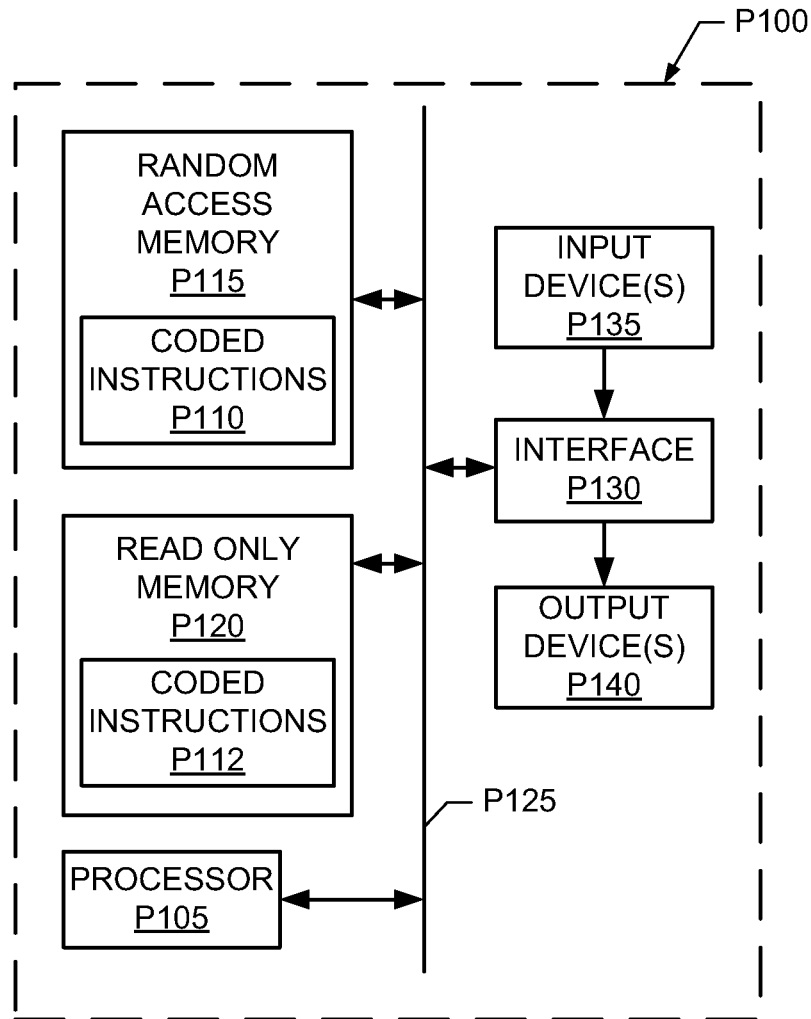 P100
RANDOM
ACCESS
MEMORY
P115
CODED
INSTRUCTIONS
P110
READ ONLY
MEMORY
P120
CODED
INSTRUCTIONS
P112
PROCESSOR
P105
INPUT
DEVICE(S)
P135
INTERFACE
P130
OUTPUT
DEVICE(S)
P140
P125